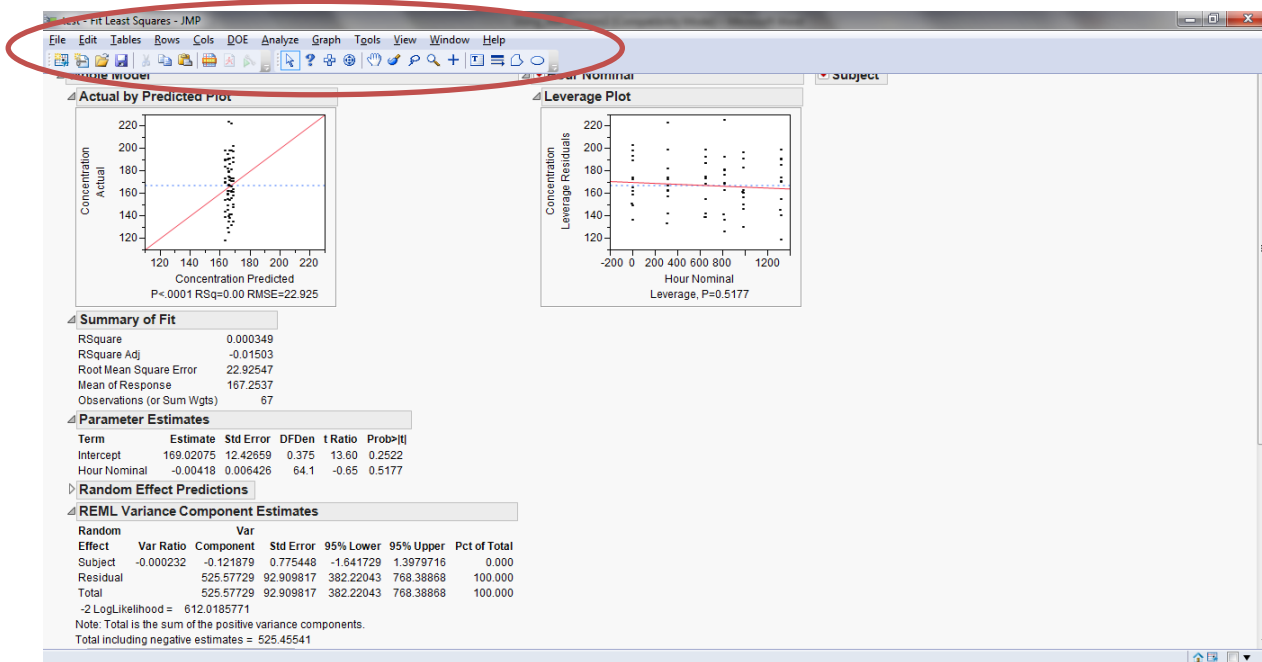 test - Fit Least Squares - JMP
File Edit Tables Rows Cols DOE Analyze Graph Tools View Window Help
Model Hour Nominal Subject
Actual by Predicted Plot
220
200
180
160
140
120
Concentration
Actual
120 140 160 180 200 220
Concentration Predicted
P<.0001 RSq=0.00 RMSE=22.925
Leverage Plot
220
200
180
160
140
120
Concentration
Leverage Residuals
-200 0 200 400 600 800 1200
Hour Nominal
Leverage, P=0.5177
Summary of Fit
RSquare 0.000349
RSquare Adj -0.01503
Root Mean Square Error 22.92547
Mean of Response 167.2537
Observations (or Sum Wgts) 67
Parameter Estimates
Term Estimate Std Error DFDen t Ratio Prob>|t|
Intercept 169.02075 12.42659 0.375 13.60 0.2522
Hour Nominal -0.00418 0.006426 64.1 -0.65 0.5177
Random Effect Predictions
REML Variance Component Estimates
Random Var
Effect Var Ratio Component Std Error 95% Lower 95% Upper Pct of Total
Subject -0.000232 -0.121879 0.775448 -1.641729 1.3979716 0.000
Residual 525.57729 92.909817 382.22043 768.38868 100.000
Total 525.57729 92.909817 382.22043 768.38868 100.000
-2 LogLikelihood = 612.0185771
Note: Total is the sum of the positive variance components.
Total including negative estimates = 525.45541